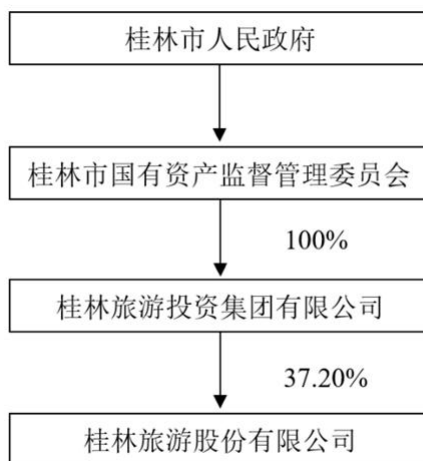 桂林市人民政府
桂林市国有资产监督管理委员会
100%
桂林旅游投资集团有限公司
37.20%
桂林旅游股份有限公司